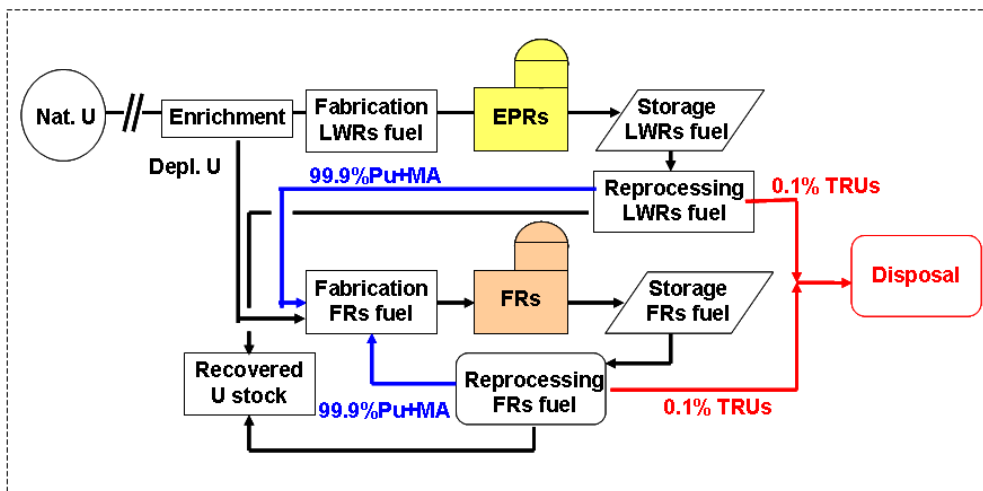 Nat. U
Enrichment
Fabrication
LWRs fuel
EPRs
Storage
LWRs fuel
Depl. U
99.9%Pu+MA
Reprocessing
LWRs fuel
0.1% TRUs
Fabrication
FRs fuel
FRs
Storage
FRs fuel
Disposal
Recovered
U stock
99.9%Pu+MA
Reprocessing
FRs fuel
0.1% TRUs